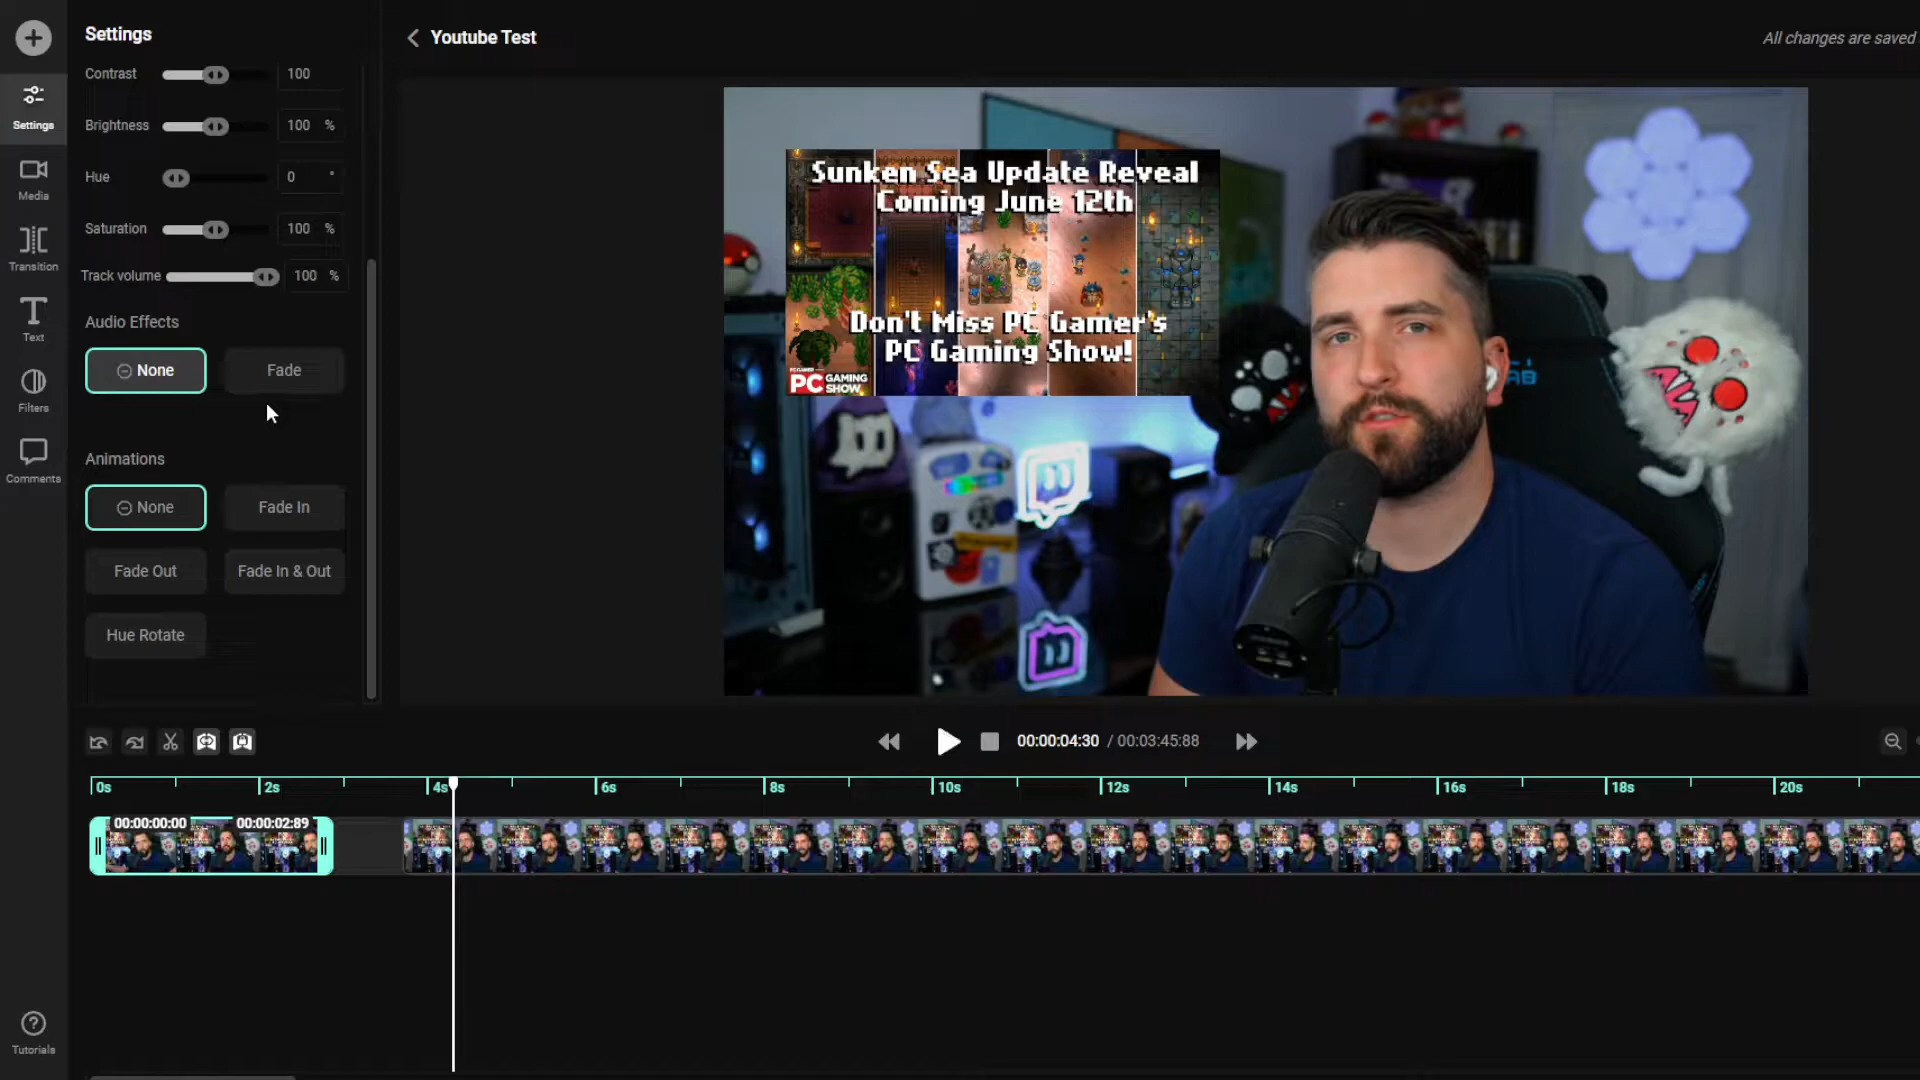 Settings
Youtube Test
All changes are saved
Contrast 100
Settings
Brightness 100 %
Media
Hue 0 °
Saturation 100 %
Transition
Track volume 100 %
Text
Audio Effects
None Fade
Filters
Comments
Animations
None Fade In
Fade Out Fade In & Out
Hue Rotate
Sunken Sea Update Reveal
Coming June 12th
Don't Miss PC Gamer's
PC Gaming Show!
PC GAMER
PC GAMING
SHOW
AB
00:00:04:30 / 00:03:45:88
0s 2s 4s 6s 8s 10s 12s 14s 16s 18s 20s
00:00:00:00 00:00:02:89
Tutorials